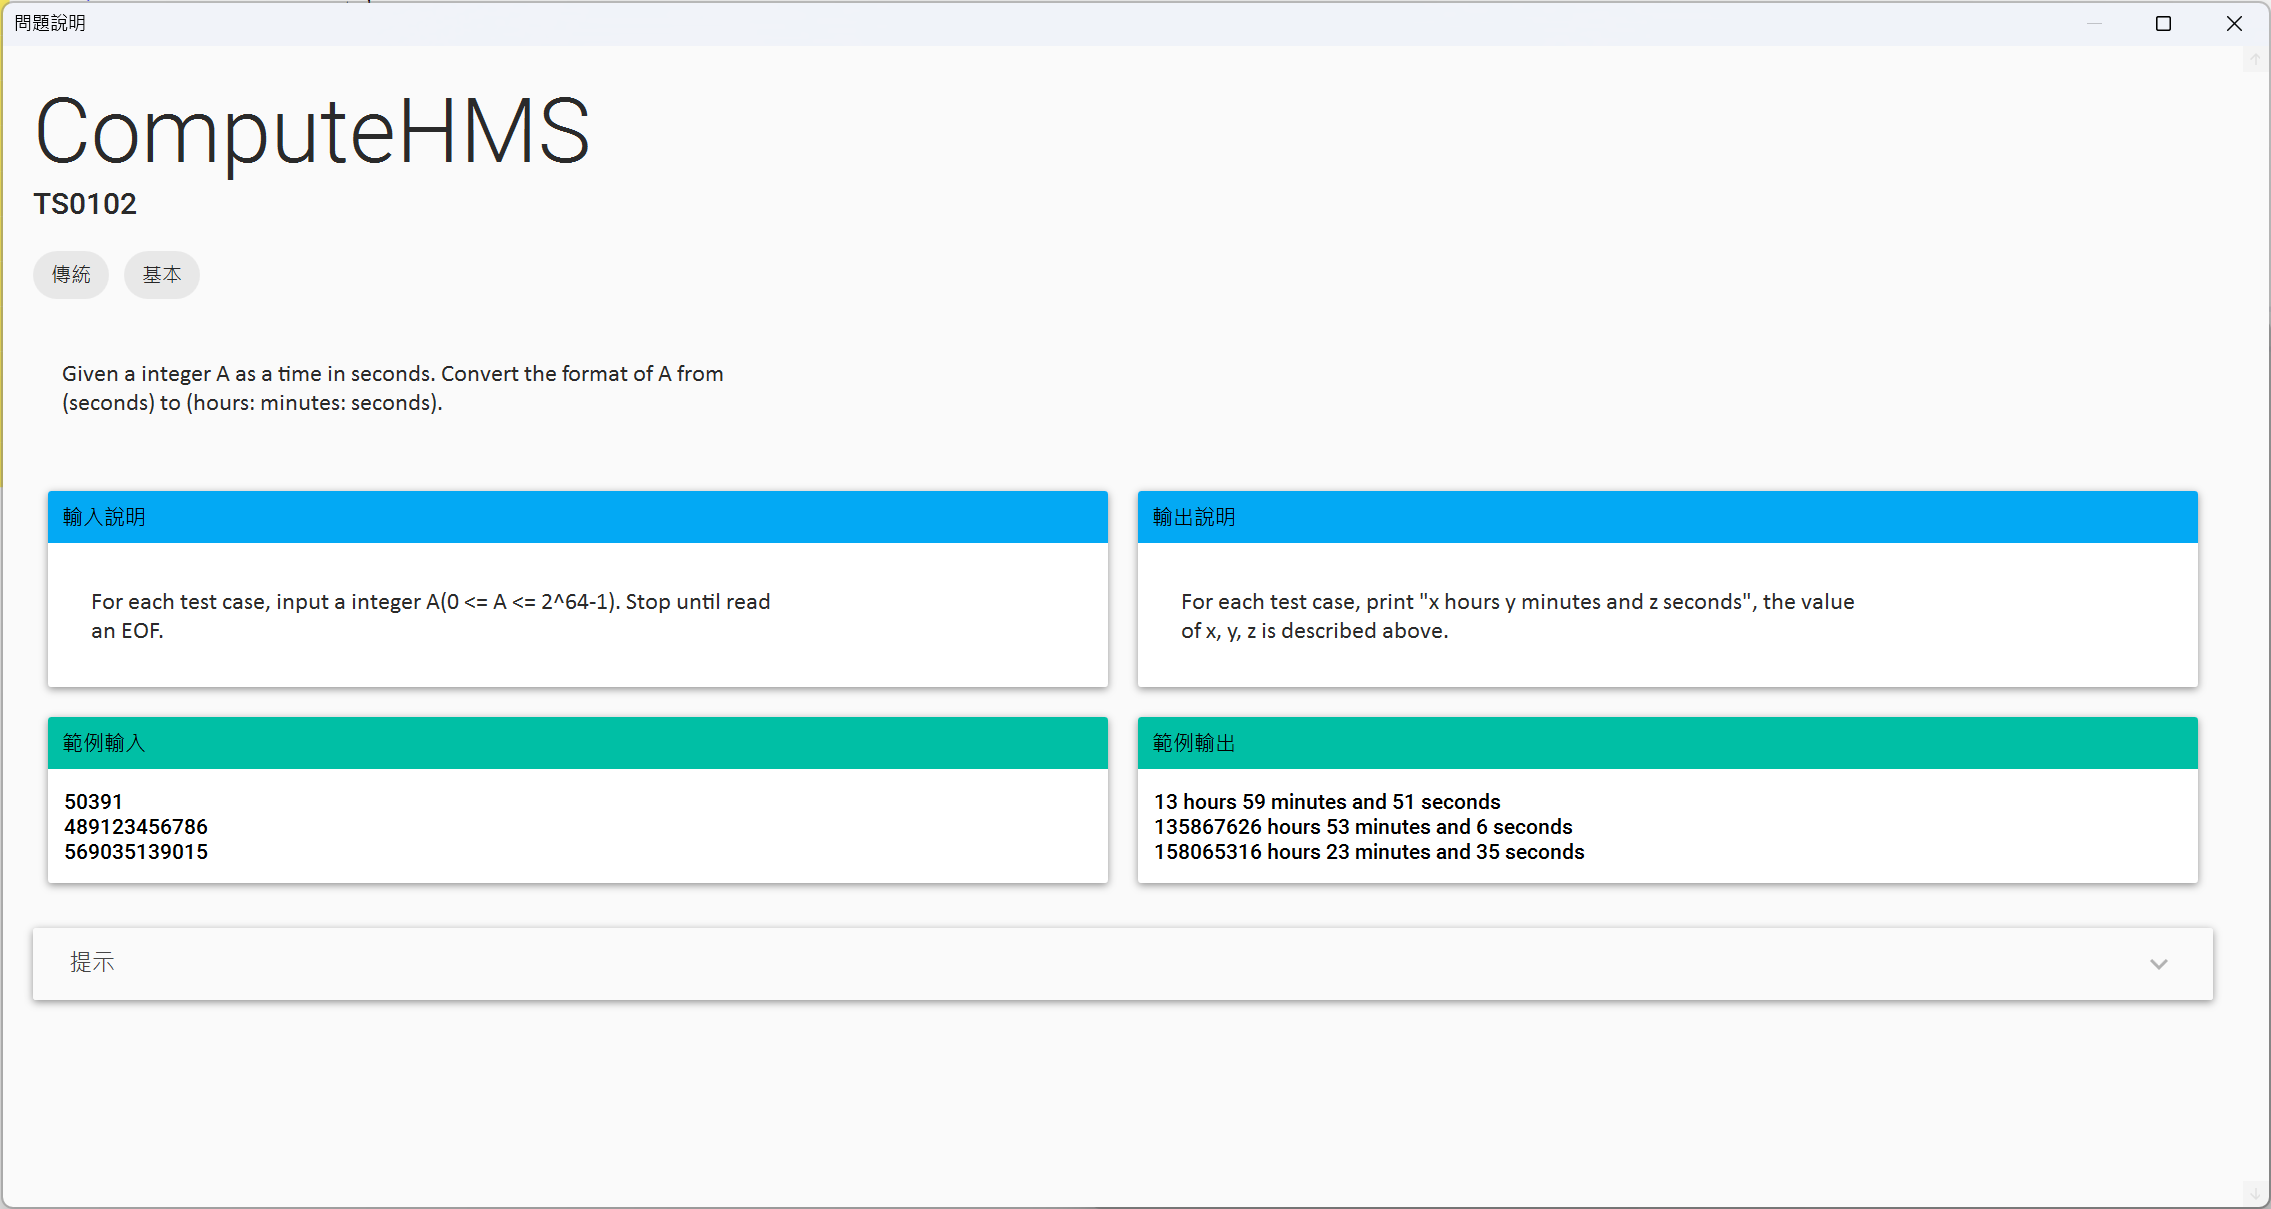 問題說明
ComputeHMS
TS0102
傳統 基本
Given a integer A as a time in seconds. Convert the format of A from
(seconds) to (hours: minutes: seconds).
輸入說明
For each test case, input a integer A(0 <= A <= 2^64-1). Stop until read
an EOF.
輸出說明
For each test case, print "x hours y minutes and z seconds", the value
of x, y, z is described above.
範例輸入
50391
489123456786
569035139015
範例輸出
13 hours 59 minutes and 51 seconds
135867626 hours 53 minutes and 6 seconds
158065316 hours 23 minutes and 35 seconds
提示